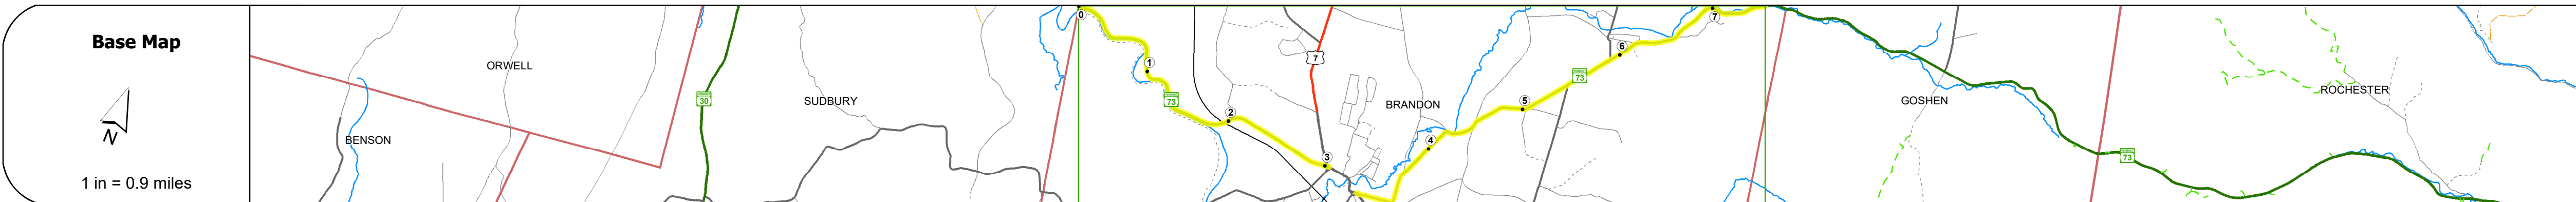 Base Map
N
1 in = 0.9 miles
BENSON
ORWELL
30
SUDBURY
0
1
73
2
7
3
BRANDON
4
5
73
6
7
GOSHEN
73
ROCHESTER